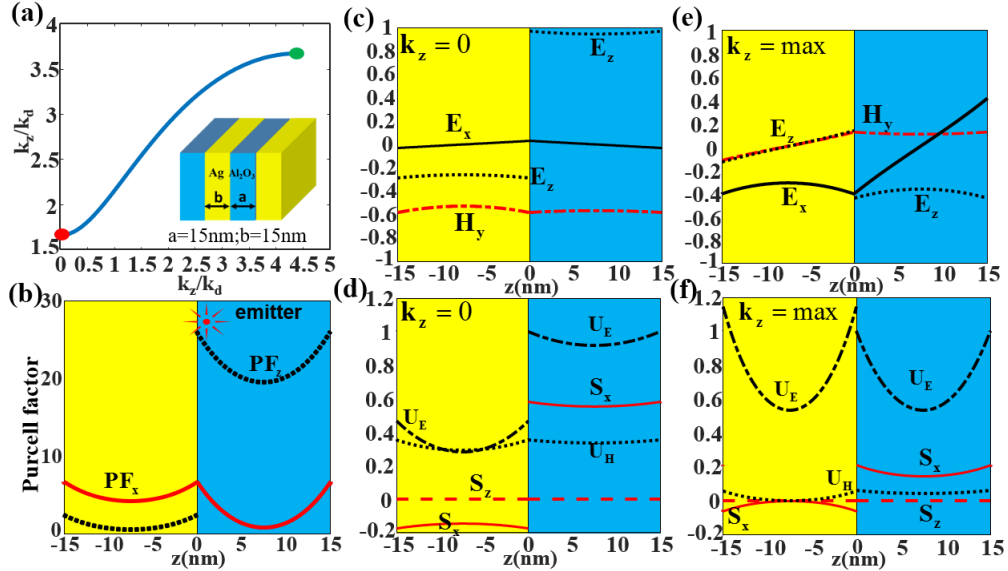 (a)
k_z/k_d
4
3.5
2.5
2
1.5
0 0.5 1 1.5 2 2.5 3 3.5 4 4.5 5
k_z/k_d
Ag Al₂O₃
b a
a=15nm;b=15nm
(b)
Purcell factor
30
20
10
0
emitter
PF_z
PF_x
-15 -10 -5 0 5 10 15
z(nm)
(c)
k_z = 0
1
0.8
0.6
0.4
0.2
0
-0.2
-0.4
-0.6
-0.8
-1
E_z
E_x
E_z
H_y
-15 -10 -5 0 5 10 15
z(nm)
(d)
k_z = 0
1.2
1
0.8
0.6
0.4
0.2
0
-0.2
U_E
S_x
U_E
U_H
S_z
S_x
-15 -10 -5 0 5 10 15
z(nm)
(e)
k_z = max
1
0.8
0.6
0.4
0.2
0
-0.2
-0.4
-0.6
-0.8
-1
H_y
E_z
E_x
E_z
-15 -10 -5 0 5 10 15
z(nm)
(f)
k_z = max
1.2
1
0.8
0.6
0.4
0.2
0
-0.2
U_E
U_E
S_x
U_H
S_x
S_z
-15 -10 -5 0 5 10 15
z(nm)